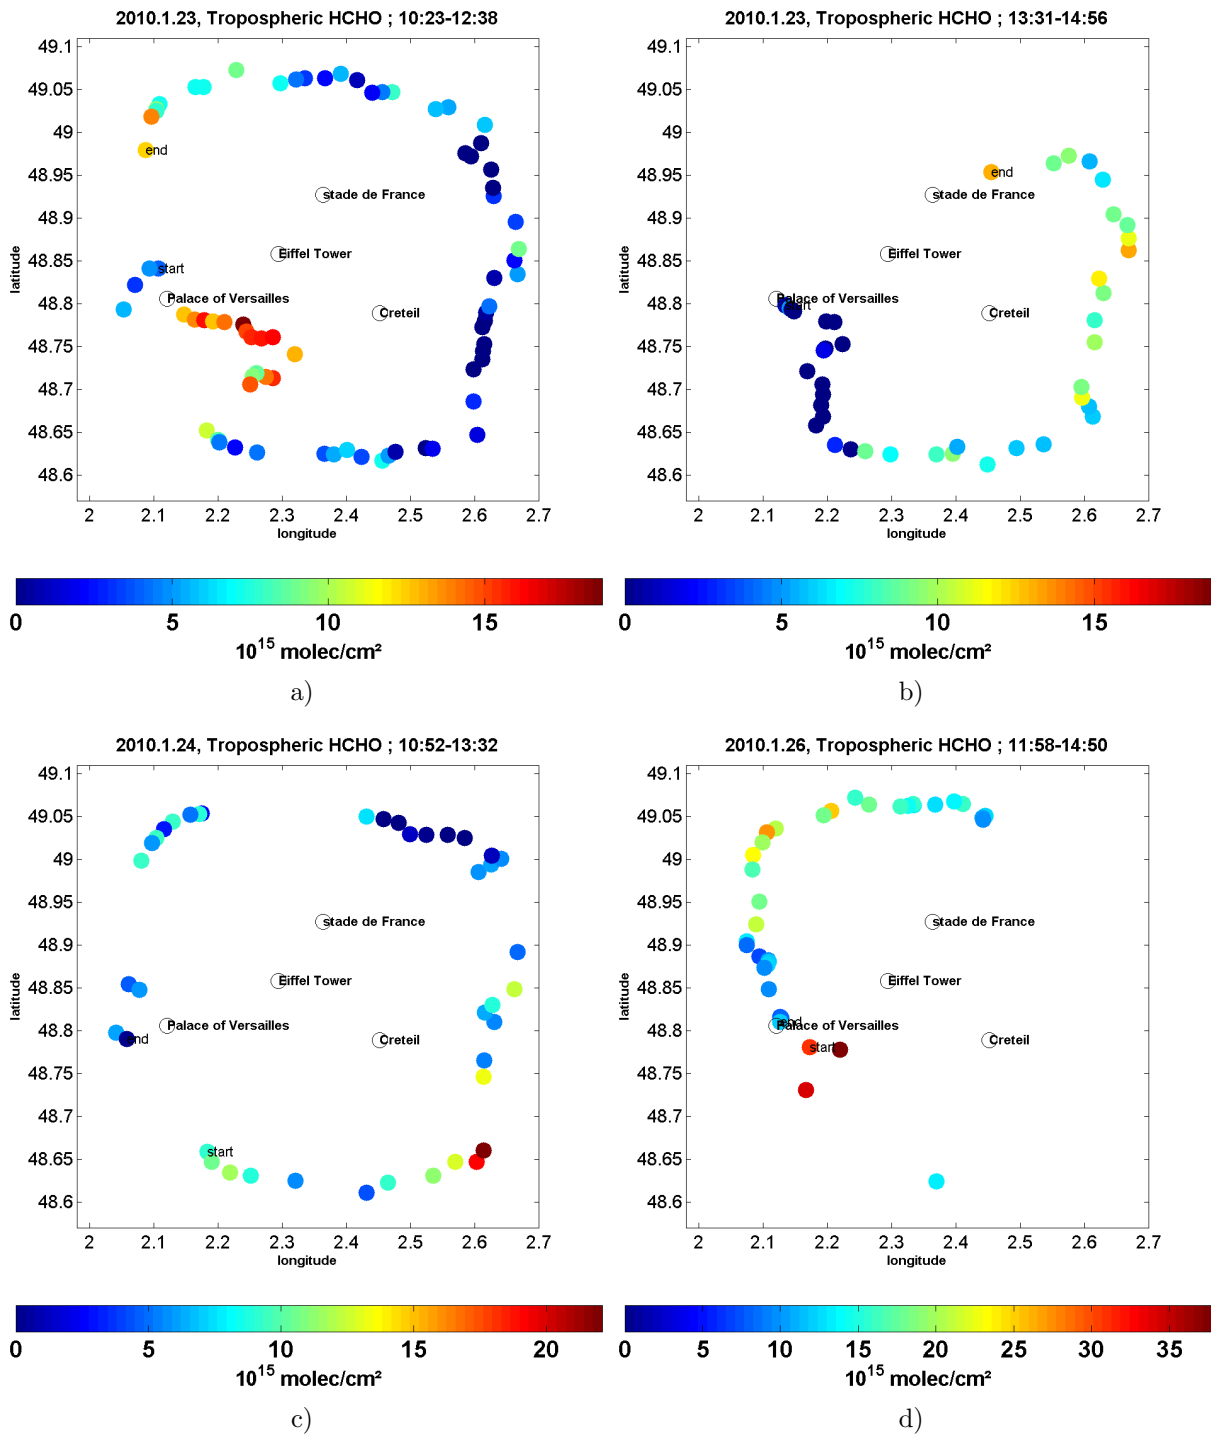 2010.1.23, Tropospheric HCHO ; 10:23-12:38
49.1
49.05
49
48.95
48.9
48.85
48.8
48.75
48.7
48.65
48.6
latitude
end
stade de France
Eiffel Tower
start
Palace of Versailles
Creteil
2 2.1 2.2 2.3 2.4 2.5 2.6 2.7
longitude
0 5 10 15
10^15 molec/cm²
a)
2010.1.23, Tropospheric HCHO ; 13:31-14:56
49.1
49.05
49
48.95
48.9
48.85
48.8
48.75
48.7
48.65
48.6
latitude
end
stade de France
Eiffel Tower
Palace of Versailles
start
Creteil
2 2.1 2.2 2.3 2.4 2.5 2.6 2.7
longitude
0 5 10 15
10^15 molec/cm²
b)
2010.1.24, Tropospheric HCHO ; 10:52-13:32
49.1
49.05
49
48.95
48.9
48.85
48.8
48.75
48.7
48.65
48.6
latitude
stade de France
Eiffel Tower
Palace of Versailles
end
Creteil
start
2 2.1 2.2 2.3 2.4 2.5 2.6 2.7
longitude
0 5 10 15 20
10^15 molec/cm²
c)
2010.1.26, Tropospheric HCHO ; 11:58-14:50
49.1
49.05
49
48.95
48.9
48.85
48.8
48.75
48.7
48.65
48.6
latitude
stade de France
Eiffel Tower
end
Palace of Versailles
Creteil
start
2 2.1 2.2 2.3 2.4 2.5 2.6 2.7
longitude
0 5 10 15 20 25 30 35
10^15 molec/cm²
d)